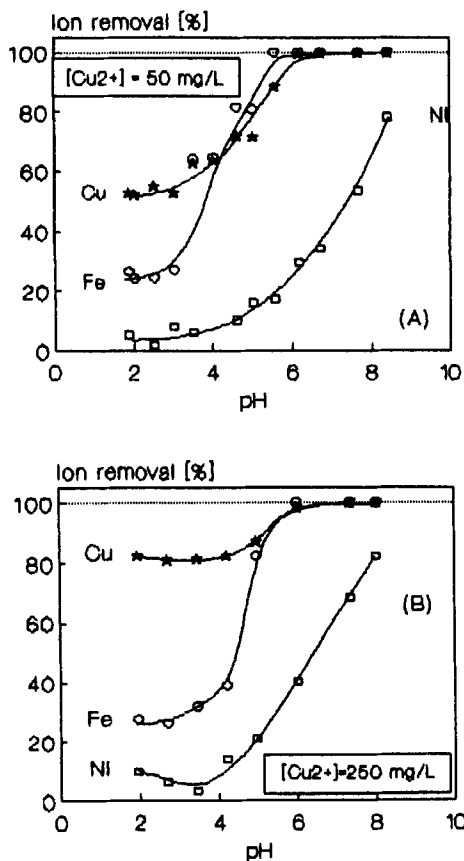 Ion removal [%]
100
[Cu2+] = 50 mg/L
NI
80
60
Cu
40
Fe
20
(A)
0
0 2 4 6 8 10
pH
Ion removal [%]
100
Cu
80
(B)
60
40
Fe
20
NI
[Cu2+]=250 mg/L
0
0 2 4 6 8 10
pH